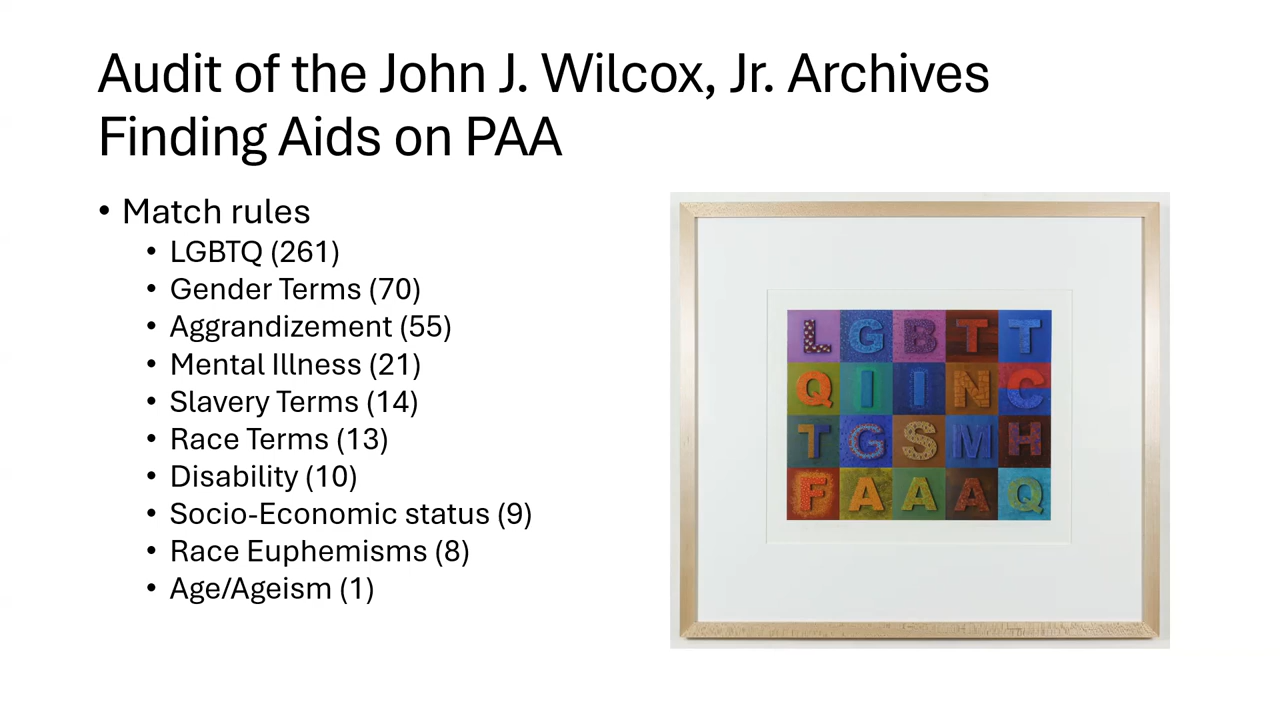 Audit of the John J. Wilcox, Jr. Archives
Finding Aids on PAA
• Match rules
• LGBTQ (261)
• Gender Terms (70)
• Aggrandizement (55)
• Mental Illness (21)
• Slavery Terms (14)
• Race Terms (13)
• Disability (10)
• Socio-Economic status (9)
• Race Euphemisms (8)
• Age/Ageism (1)
L G B T T
Q I I N C
T G S M H
F A A A Q